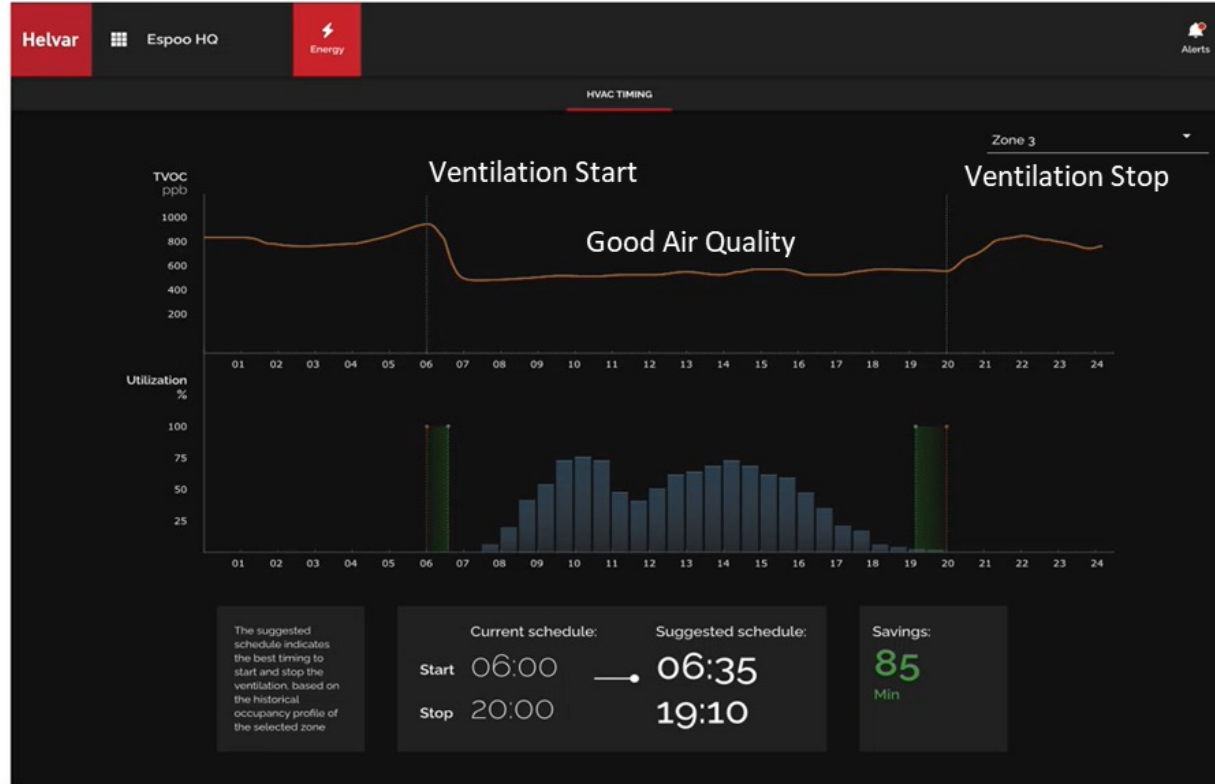 Helvar
Espoo HQ
Energy
Alerts
HVAC TIMING
Zone 3
Ventilation Start
Ventilation Stop
TVOC
ppb
Good Air Quality
1000
800
600
400
200
01 02 03 04 05 06 07 08 09 10 11 12 13 14 15 16 17 18 19 20 21 22 23 24
Utilization
%
100
75
50
25
01 02 03 04 05 06 07 08 09 10 11 12 13 14 15 16 17 18 19 20 21 22 23 24
The suggested
schedule indicates
the best timing to
start and stop the
ventilation, based on
the historical
occupancy profile of
the selected zone
Current schedule: Suggested schedule:
Start 06:00 06:35
Stop 20:00 19:10
Savings:
85
Min